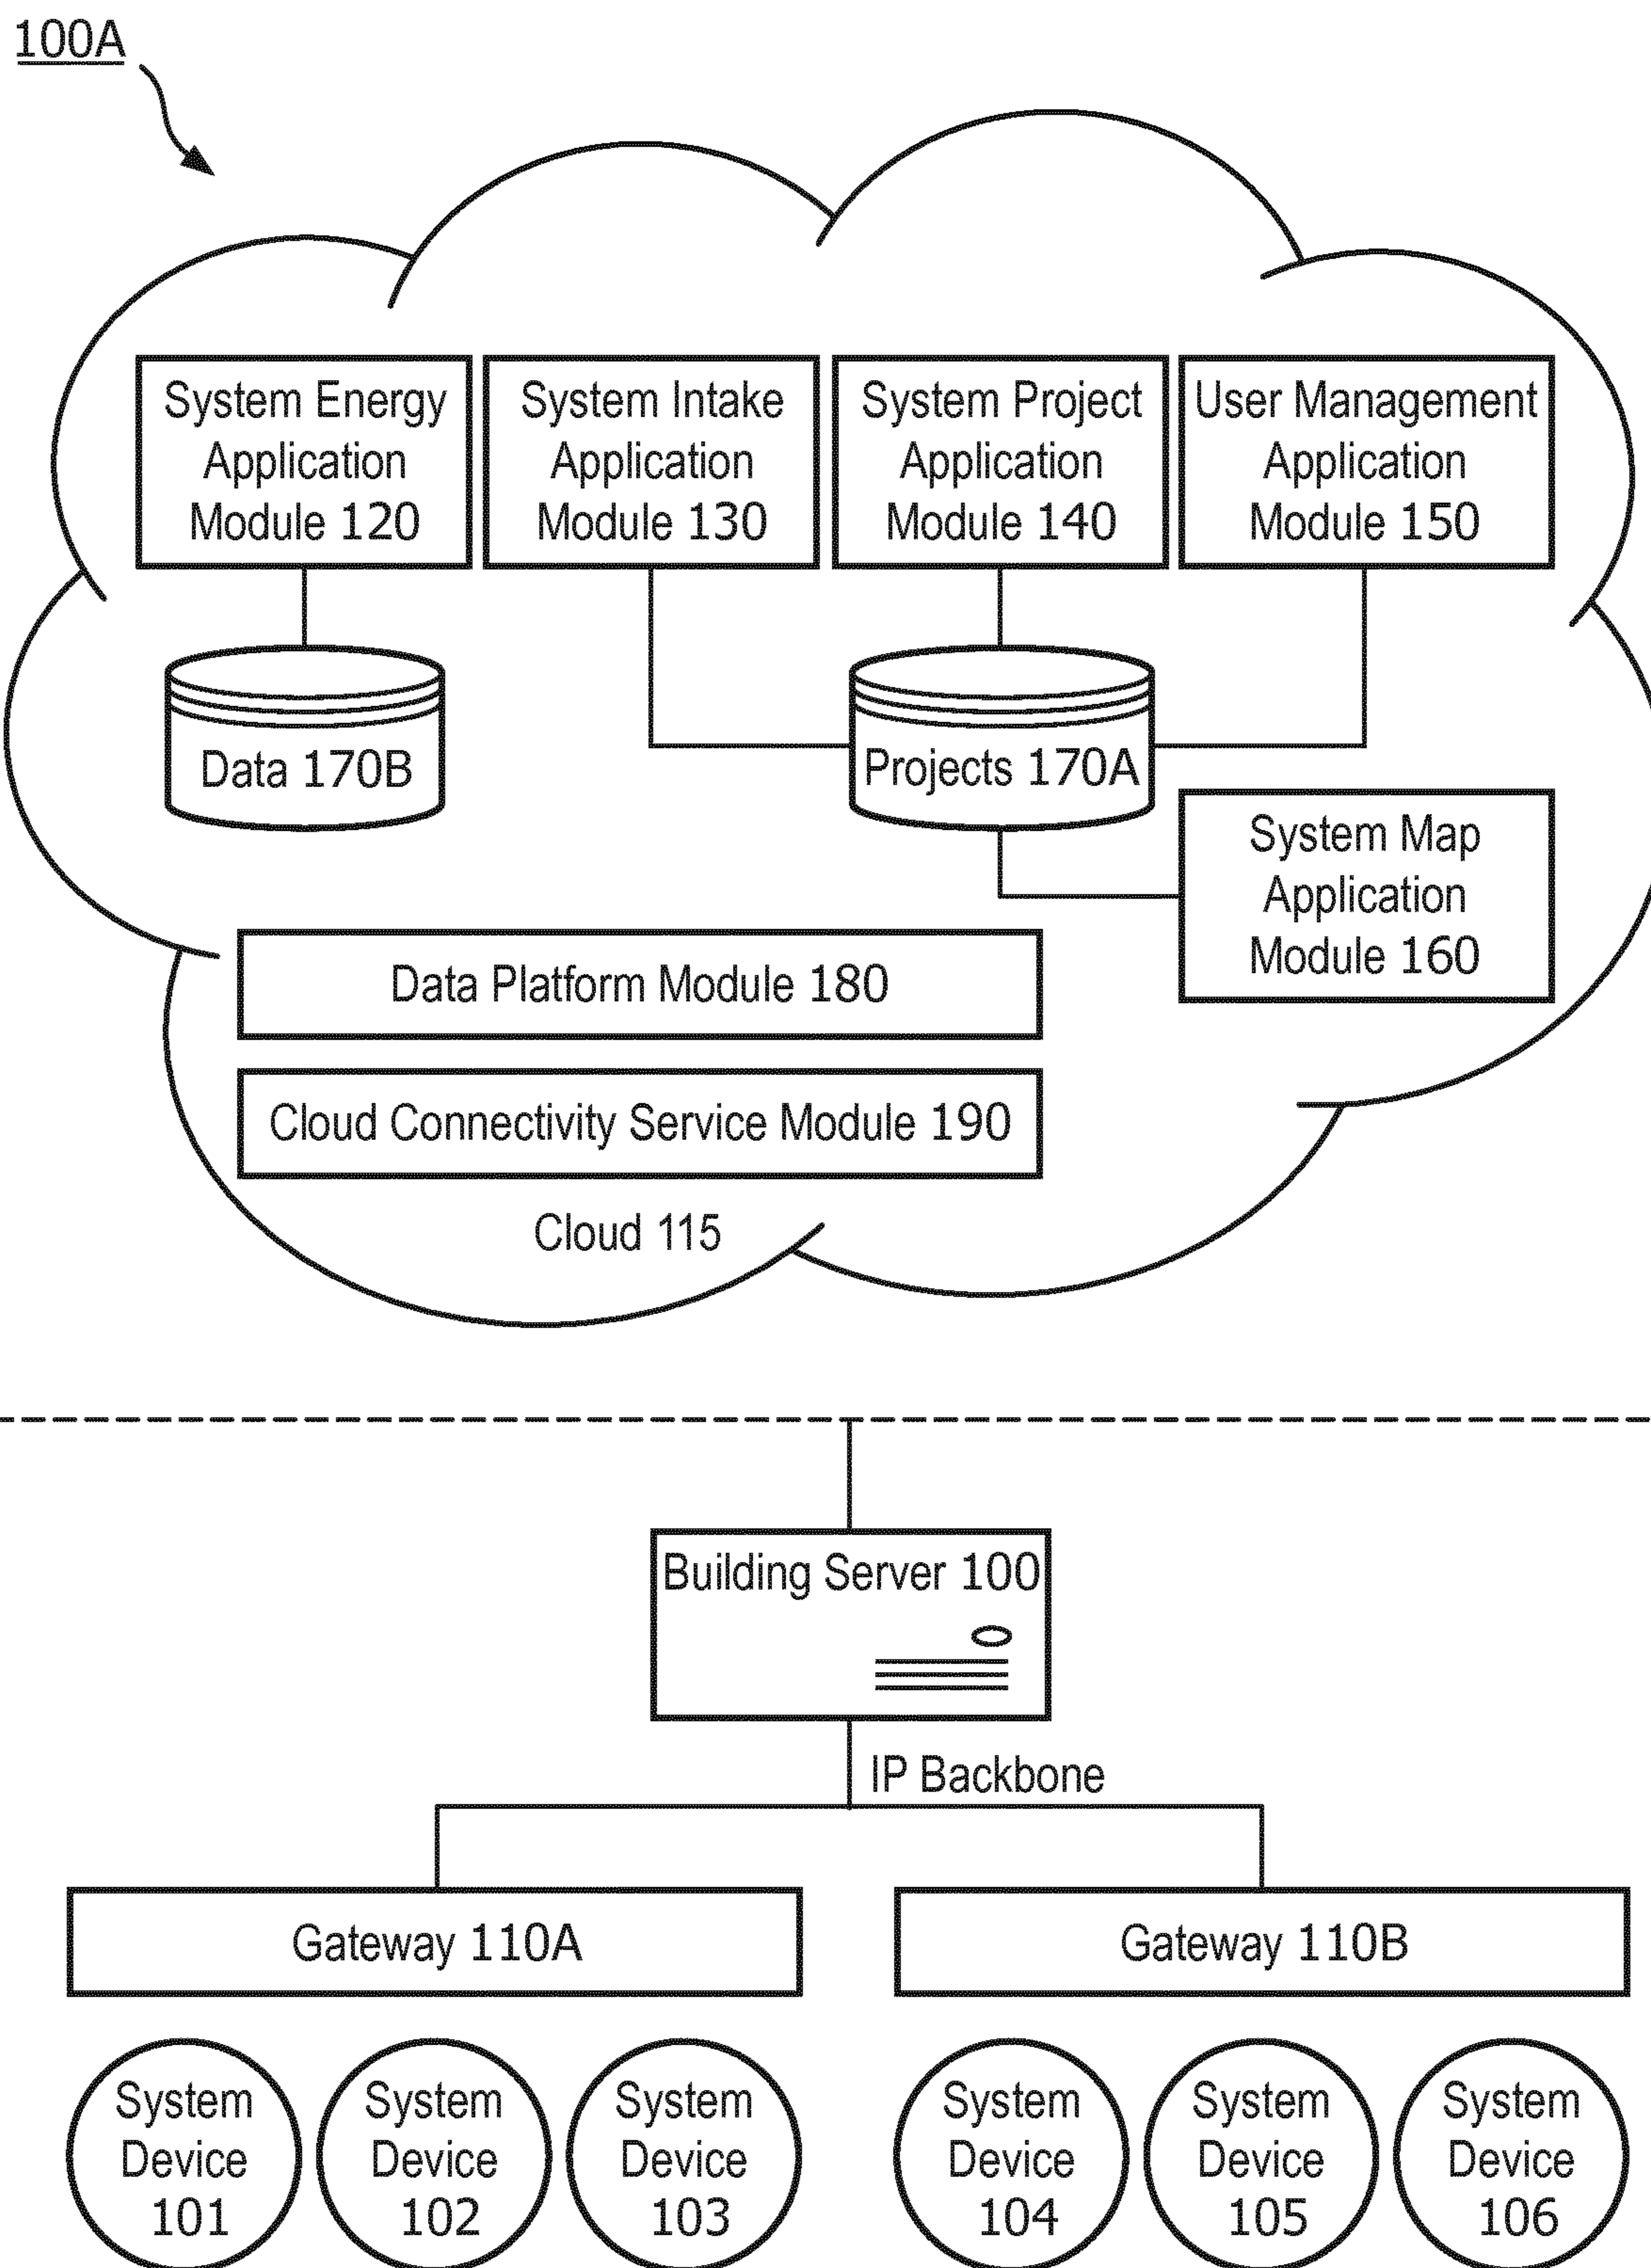 100A
System Energy
Application
Module 120
System Intake
Application
Module 130
System Project
Application
Module 140
User Management
Application
Module 150
Data 170B
Projects 170A
System Map
Application
Module 160
Data Platform Module 180
Cloud Connectivity Service Module 190
Cloud 115
Building Server 100
IP Backbone
Gateway 110A
Gateway 110B
System
Device
101
System
Device
102
System
Device
103
System
Device
104
System
Device
105
System
Device
106